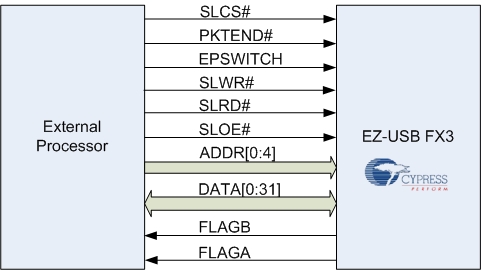 SLCS#
PKTEND#
EPSWITCH
SLWR#
SLRD#
SLOE#
ADDR[0:4]
DATA[0:31]
FLAGB
FLAGA
External
Processor
EZ-USB FX3
CYPRESS
PERFORM